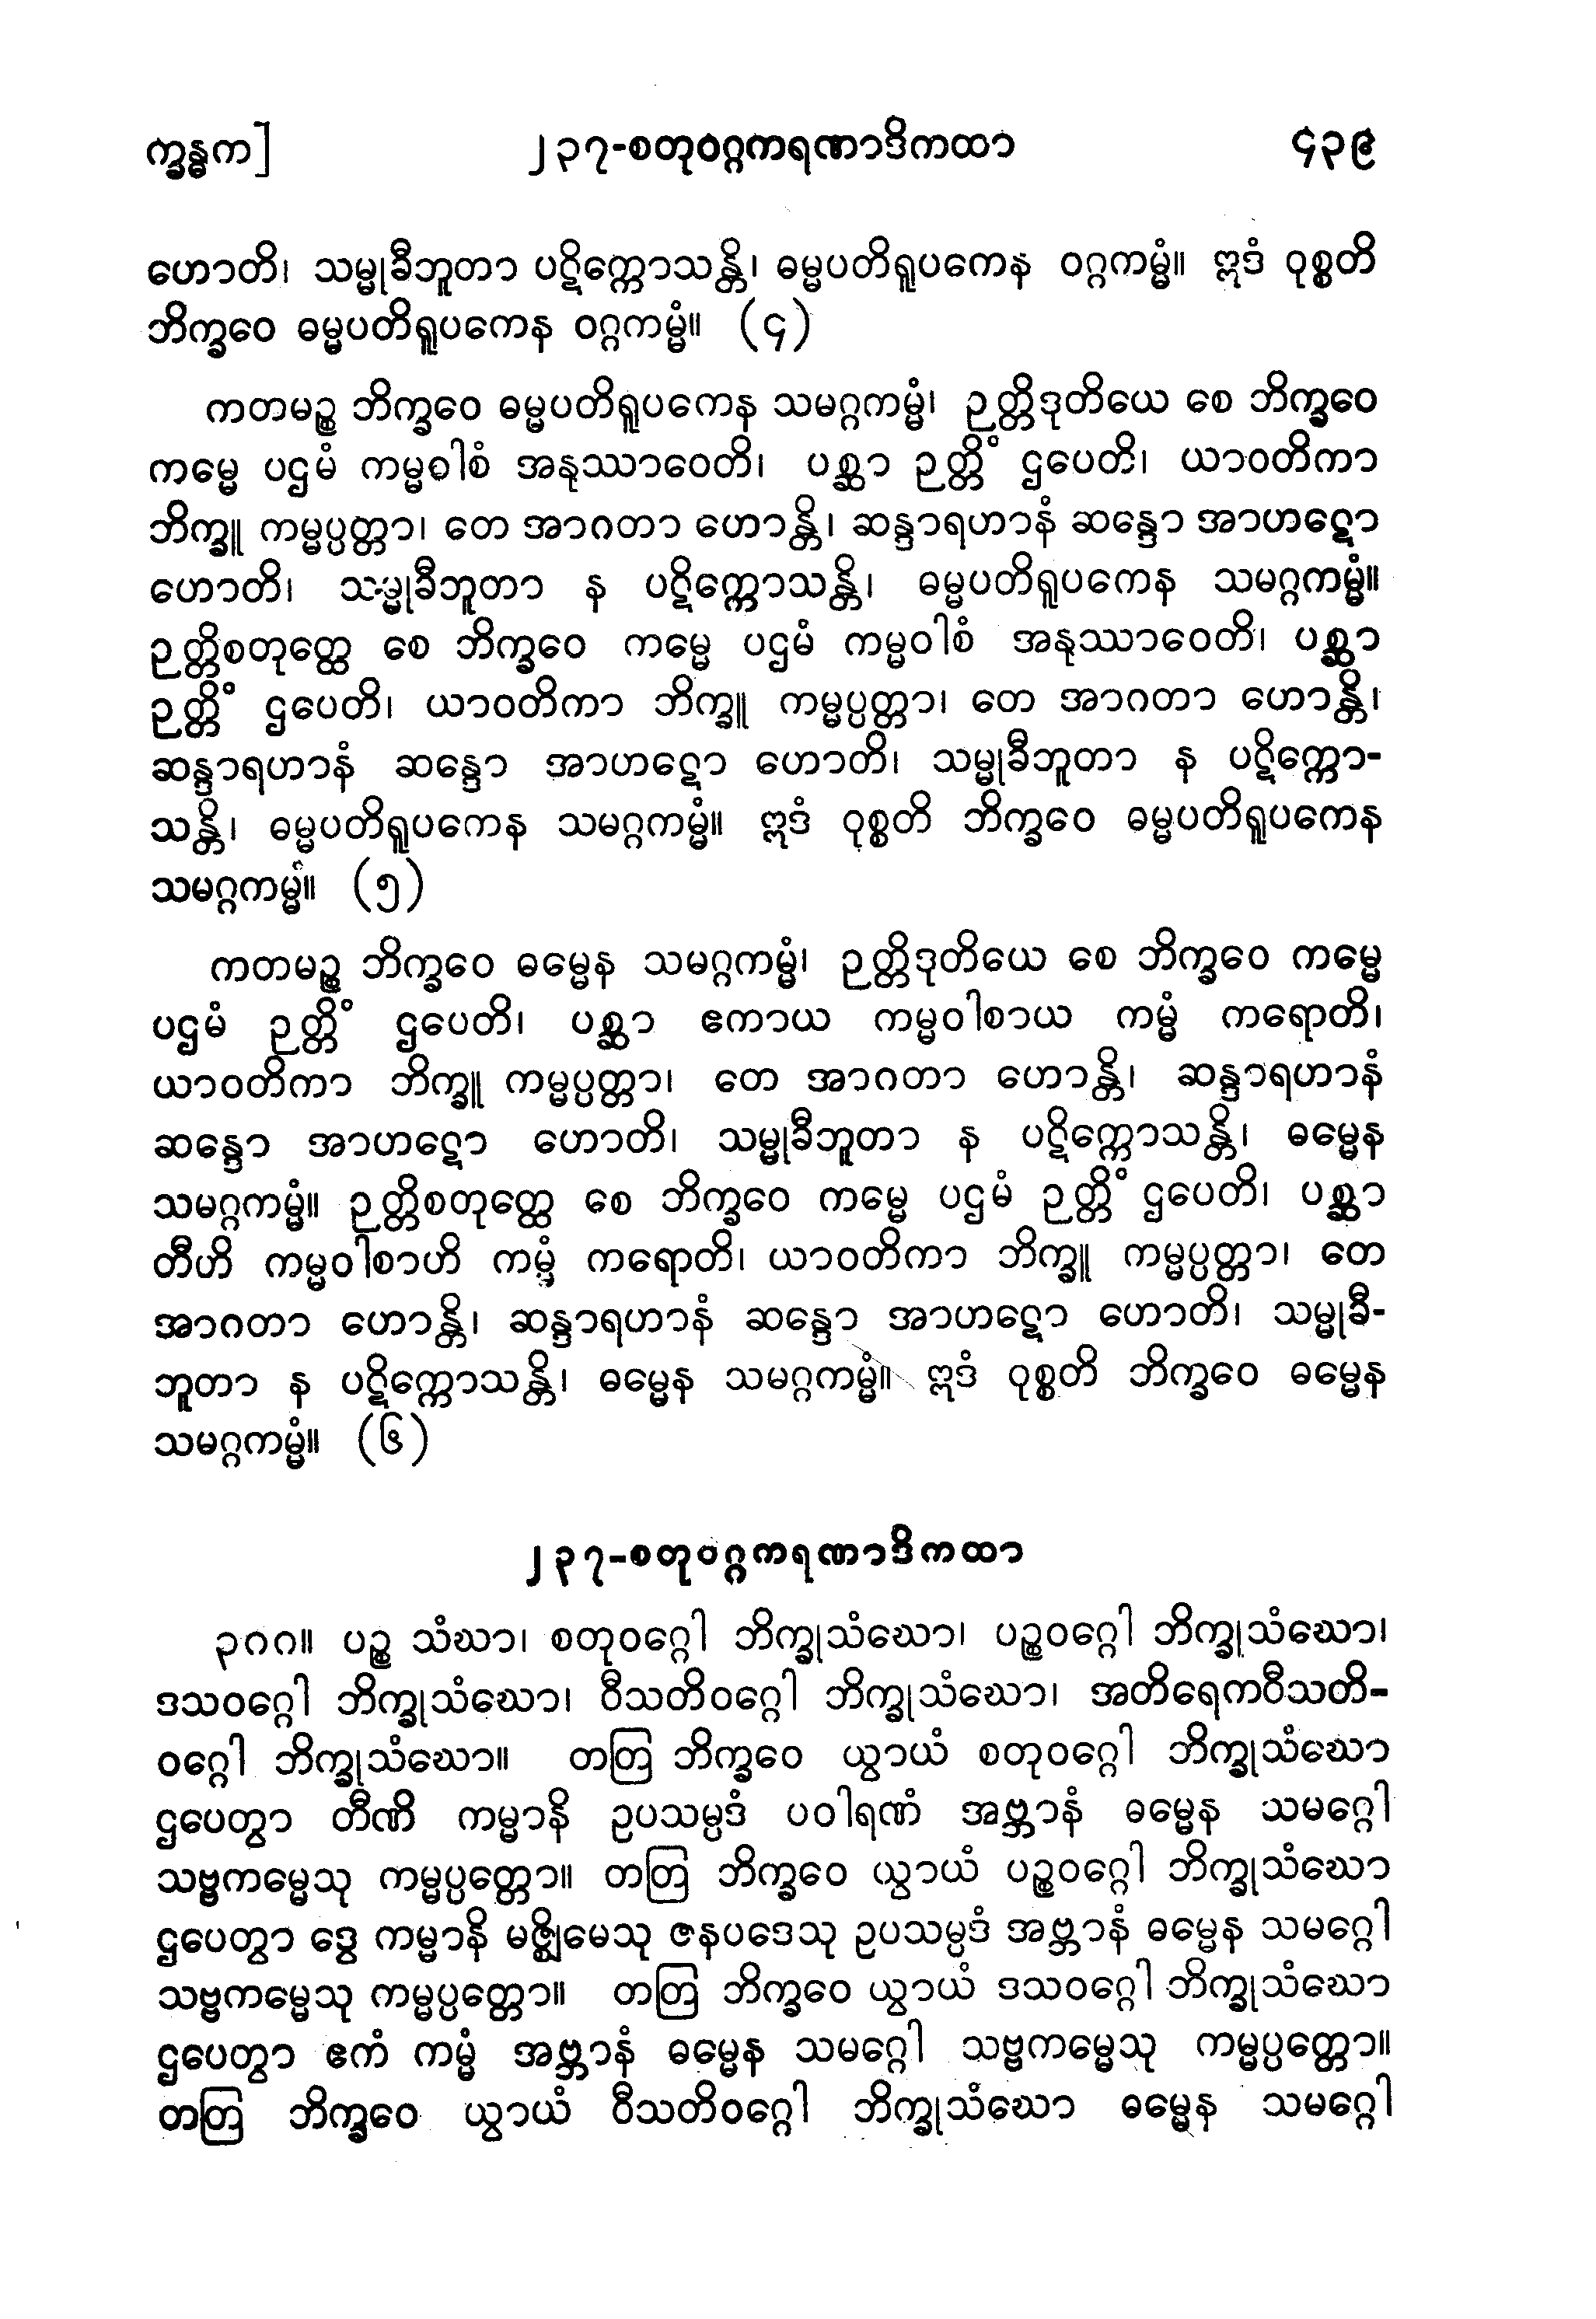 က္ခန္ဓက]	၂၃၇-စတုဝဂ္ဂကရဏာဒိကထာ	၄၃၉
ဟောတိ၊ သမ္မုခီဘူတာ ပဋိက္ကောသန္တိ၊ ဓမ္မပတိရူပကေန ဝဂ္ဂကမ္မံ။ ဣဒံ ဝုစ္စတိ
ဘိက္ခဝေ ဓမ္မပတိရူပကေန ဝဂ္ဂကမ္မံ။ (၄)
ကတမဉ္စ ဘိက္ခဝေ ဓမ္မပတိရူပကေန သမဂ္ဂကမ္မံ၊ ဉတ္တိဒုတိယေ စေ ဘိက္ခဝေ
ကမ္မေ ပဌမံ ကမ္မဝါစံ အနုဿာဝေတိ၊ ပစ္ဆာ ဉတ္တိံ ဌပေတိ၊ ယာဝတိကာ
ဘိက္ခူ ကမ္မပ္ပတ္တာ၊ တေ အာဂတာ ဟောန္တိ၊ ဆန္ဒာရဟာနံ ဆန္ဒော အာဟဋော
ဟောတိ၊ သမ္မုခီဘူတာ န ပဋိက္ကောသန္တိ၊ ဓမ္မပတိရူပကေန သမဂ္ဂကမ္မံ။
ဉတ္တိစတုတ္ထေ စေ ဘိက္ခဝေ ကမ္မေ ပဌမံ ကမ္မဝါစံ အနုဿာဝေတိ၊ ပစ္ဆာ
ဉတ္တိံ ဌပေတိ၊ ယာဝတိကာ ဘိက္ခူ ကမ္မပ္ပတ္တာ၊ တေ အာဂတာ ဟောန္တိ၊
ဆန္ဒာရဟာနံ ဆန္ဒော အာဟဋော ဟောတိ၊ သမ္မုခီဘူတာ န ပဋိက္ကော-
သန္တိ၊ ဓမ္မပတိရူပကေန သမဂ္ဂကမ္မံ။ ဣဒံ ဝုစ္စတိ ဘိက္ခဝေ ဓမ္မပတိရူပကေန
သမဂ္ဂကမ္မံ။ (၅)
ကတမဉ္စ ဘိက္ခဝေ ဓမ္မေန သမဂ္ဂကမ္မံ၊ ဉတ္တိဒုတိယေ စေ ဘိက္ခဝေ ကမ္မေ
ပဌမံ ဉတ္တိံ ဌပေတိ၊ ပစ္ဆာ ဧကာယ ကမ္မဝါစာယ ကမ္မံ ကရောတိ၊
ယာဝတိကာ ဘိက္ခူ ကမ္မပ္ပတ္တာ၊ တေ အာဂတာ ဟောန္တိ၊ ဆန္ဒာရဟာနံ
ဆန္ဒော အာဟဋော ဟောတိ၊ သမ္မုခီဘူတာ န ပဋိက္ကောသန္တိ၊ ဓမ္မေန
သမဂ္ဂကမ္မံ။ ဉတ္တိစတုတ္ထေ စေ ဘိက္ခဝေ ကမ္မေ ပဌမံ ဉတ္တိံ ဌပေတိ၊ ပစ္ဆာ
တီဟိ ကမ္မဝါစာဟိ ကမ္မံ ကရောတိ၊ ယာဝတိကာ ဘိက္ခူ ကမ္မပ္ပတ္တာ၊ တေ
အာဂတာ ဟောန္တိ၊ ဆန္ဒာရဟာနံ ဆန္ဒော အာဟဋော ဟောတိ၊ သမ္မုခီ-
ဘူတာ န ပဋိက္ကောသန္တိ၊ ဓမ္မေန သမဂ္ဂကမ္မံ။ ဣဒံ ဝုစ္စတိ ဘိက္ခဝေ ဓမ္မေန
သမဂ္ဂကမ္မံ။ (၆)
၂၃၇-စတုဝဂ္ဂကရဏာဒိကထာ
၃၈၈။ ပဉ္စ သံဃာ၊ စတုဝဂ္ဂေါ ဘိက္ခုသံဃော၊ ပဉ္စဝဂ္ဂေါ ဘိက္ခုသံဃော၊
ဒသဝဂ္ဂေါ ဘိက္ခုသံဃော၊ ဝီသတိဝဂ္ဂေါ ဘိက္ခုသံဃော၊ အတိရေကဝီသတိ-
ဝဂ္ဂေါ ဘိက္ခုသံဃော။ တတြ ဘိက္ခဝေ ယွာယံ စတုဝဂ္ဂေါ ဘိက္ခုသံဃော
ဌပေတွာ တီဏိ ကမ္မာနိ ဥပသမ္ပဒံ ပဝါရဏံ အဗ္ဘာနံ ဓမ္မေန သမဂ္ဂေါ
သဗ္ဗကမ္မေသု ကမ္မပ္ပတ္တော။ တတြ ဘိက္ခဝေ ယွာယံ ပဉ္စဝဂ္ဂေါ ဘိက္ခုသံဃော
ဌပေတွာ ဒွေ ကမ္မာနိ မဇ္ဈိမေသု ဇနပဒေသု ဥပသမ္ပဒံ အဗ္ဘာနံ ဓမ္မေန သမဂ္ဂေါ
သဗ္ဗကမ္မေသု ကမ္မပ္ပတ္တော။ တတြ ဘိက္ခဝေ ယွာယံ ဒသဝဂ္ဂေါ ဘိက္ခုသံဃော
ဌပေတွာ ဧကံ ကမ္မံ အဗ္ဘာနံ ဓမ္မေန သမဂ္ဂေါ သဗ္ဗကမ္မေသု ကမ္မပ္ပတ္တော။
တတြ ဘိက္ခဝေ ယွာယံ ဝီသတိဝဂ္ဂေါ ဘိက္ခုသံဃော ဓမ္မေန သမဂ္ဂေါ